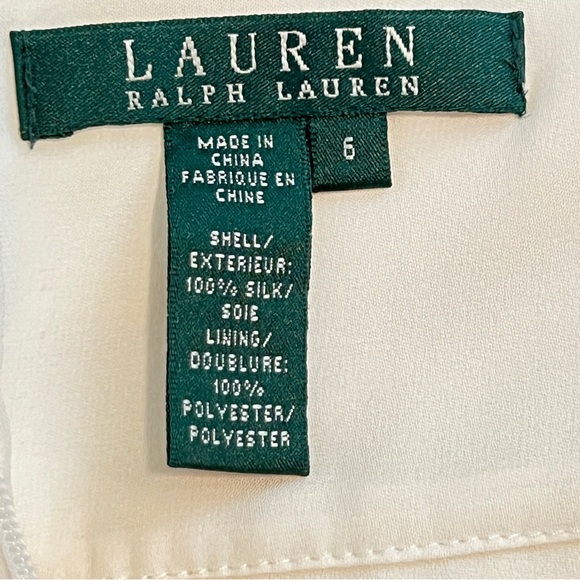 LAUREN
RALPH LAUREN
6
MADE IN
CHINA
FABRIQUE EN
CHINE
SHELL/
EXTERIEUR:
100% SILK/
SOIE
LINING/
DOUBLURE:
100%
POLYESTER/
POLYESTER